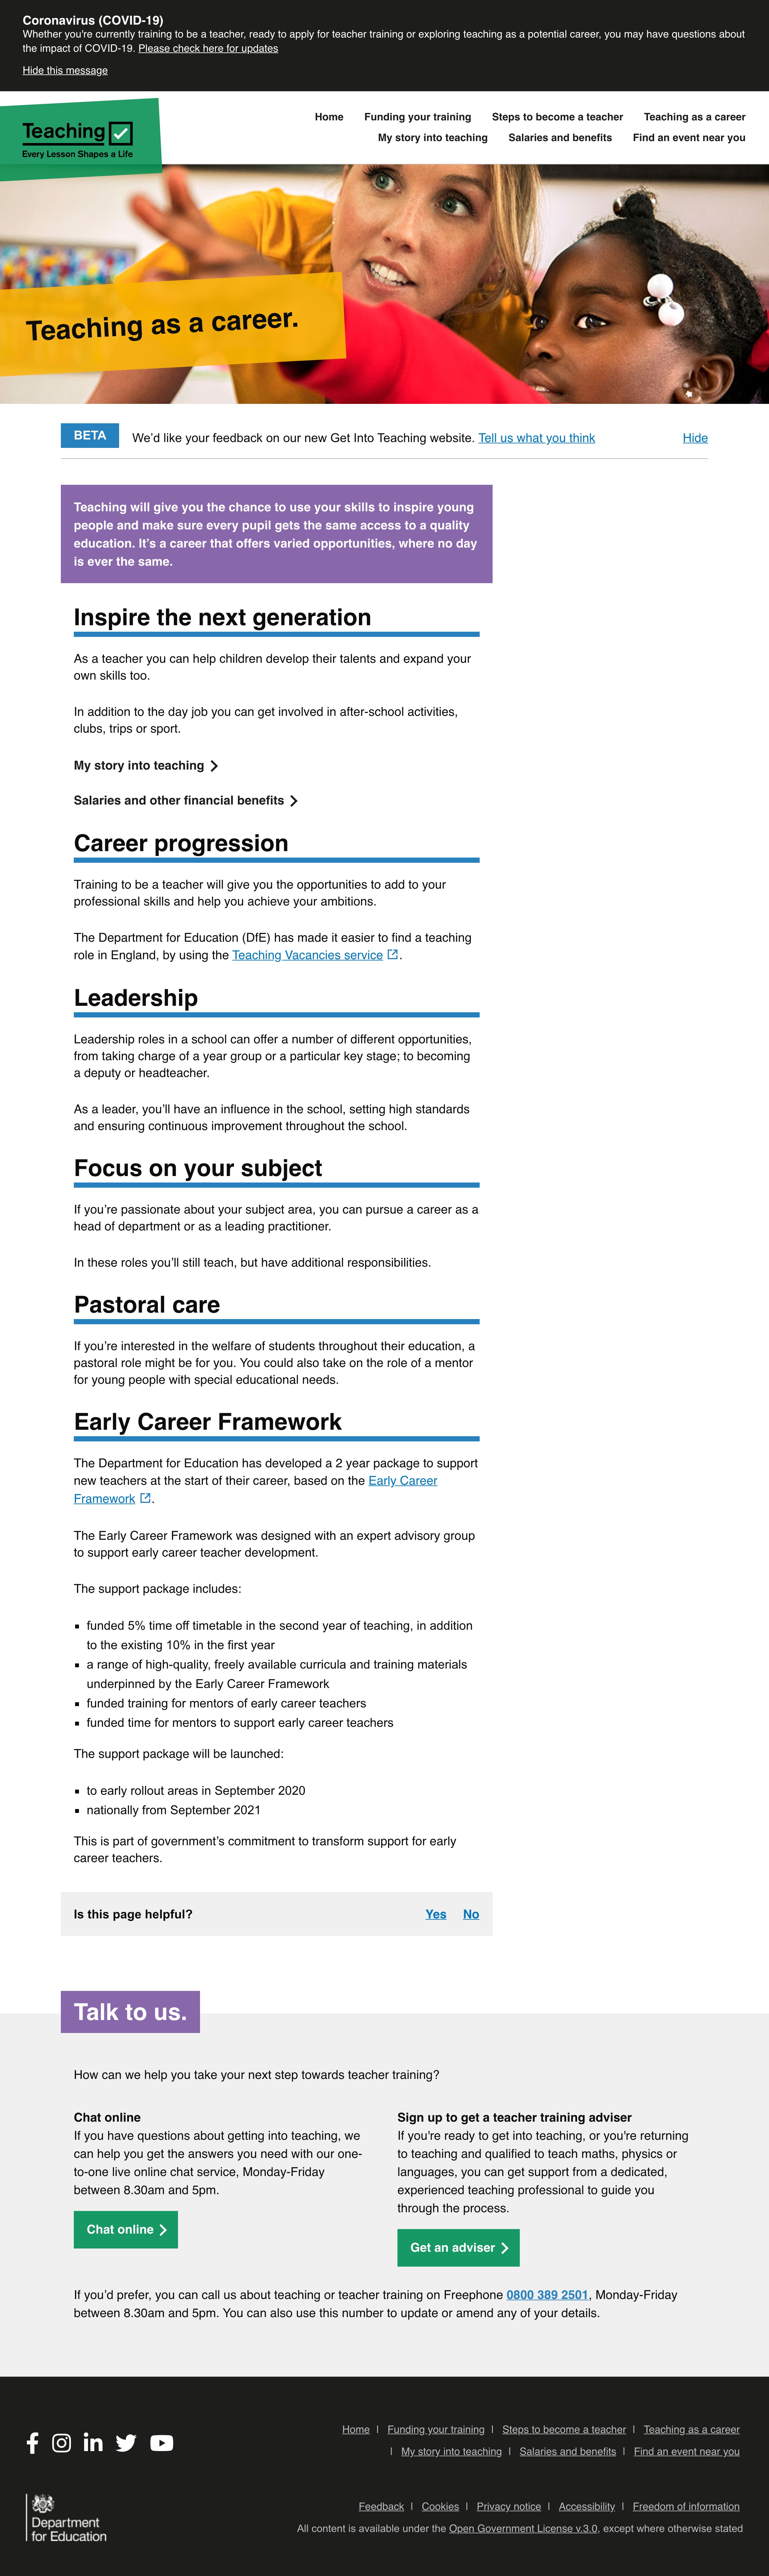 Coronavirus (COVID-19)
Whether you're currently training to be a teacher, ready to apply for teacher training or exploring teaching as a potential career, you may have questions about
the impact of COVID-19. Please check here for updates
Hide this message
Teaching
Every Lesson Shapes a Life
Home Funding your training Steps to become a teacher Teaching as a career
My story into teaching Salaries and benefits Find an event near you
Teaching as a career.
BETA We'd like your feedback on our new Get Into Teaching website. Tell us what you think Hide
Teaching will give you the chance to use your skills to inspire young
people and make sure every pupil gets the same access to a quality
education. It's a career that offers varied opportunities, where no day
is ever the same.
Inspire the next generation
As a teacher you can help children develop their talents and expand your
own skills too.
In addition to the day job you can get involved in after-school activities,
clubs, trips or sport.
My story into teaching
Salaries and other financial benefits
Career progression
Training to be a teacher will give you the opportunities to add to your
professional skills and help you achieve your ambitions.
The Department for Education (DfE) has made it easier to find a teaching
role in England, by using the Teaching Vacancies service.
Leadership
Leadership roles in a school can offer a number of different opportunities,
from taking charge of a year group or a particular key stage; to becoming
a deputy or headteacher.
As a leader, you'll have an influence in the school, setting high standards
and ensuring continuous improvement throughout the school.
Focus on your subject
If you're passionate about your subject area, you can pursue a career as a
head of department or as a leading practitioner.
In these roles you'll still teach, but have additional responsibilities.
Pastoral care
If you're interested in the welfare of students throughout their education, a
pastoral role might be for you. You could also take on the role of a mentor
for young people with special educational needs.
Early Career Framework
The Department for Education has developed a 2 year package to support
new teachers at the start of their career, based on the Early Career
Framework.
The Early Career Framework was designed with an expert advisory group
to support early career teacher development.
The support package includes:
▪ funded 5% time off timetable in the second year of teaching, in addition
to the existing 10% in the first year
▪ a range of high-quality, freely available curricula and training materials
underpinned by the Early Career Framework
▪ funded training for mentors of early career teachers
▪ funded time for mentors to support early career teachers
The support package will be launched:
▪ to early rollout areas in September 2020
▪ nationally from September 2021
This is part of government's commitment to transform support for early
career teachers.
Is this page helpful? Yes No
Talk to us.
How can we help you take your next step towards teacher training?
Chat online
If you have questions about getting into teaching, we
can help you get the answers you need with our one-
to-one live online chat service, Monday-Friday
between 8.30am and 5pm.
Chat online
Sign up to get a teacher training adviser
If you're ready to get into teaching, or you're returning
to teaching and qualified to teach maths, physics or
languages, you can get support from a dedicated,
experienced teaching professional to guide you
through the process.
Get an adviser
If you'd prefer, you can call us about teaching or teacher training on Freephone 0800 389 2501, Monday-Friday
between 8.30am and 5pm. You can also use this number to update or amend any of your details.
Home | Funding your training | Steps to become a teacher | Teaching as a career
| My story into teaching | Salaries and benefits | Find an event near you
Department
for Education
Feedback | Cookies | Privacy notice | Accessibility | Freedom of information
All content is available under the Open Government License v.3.0, except where otherwise stated